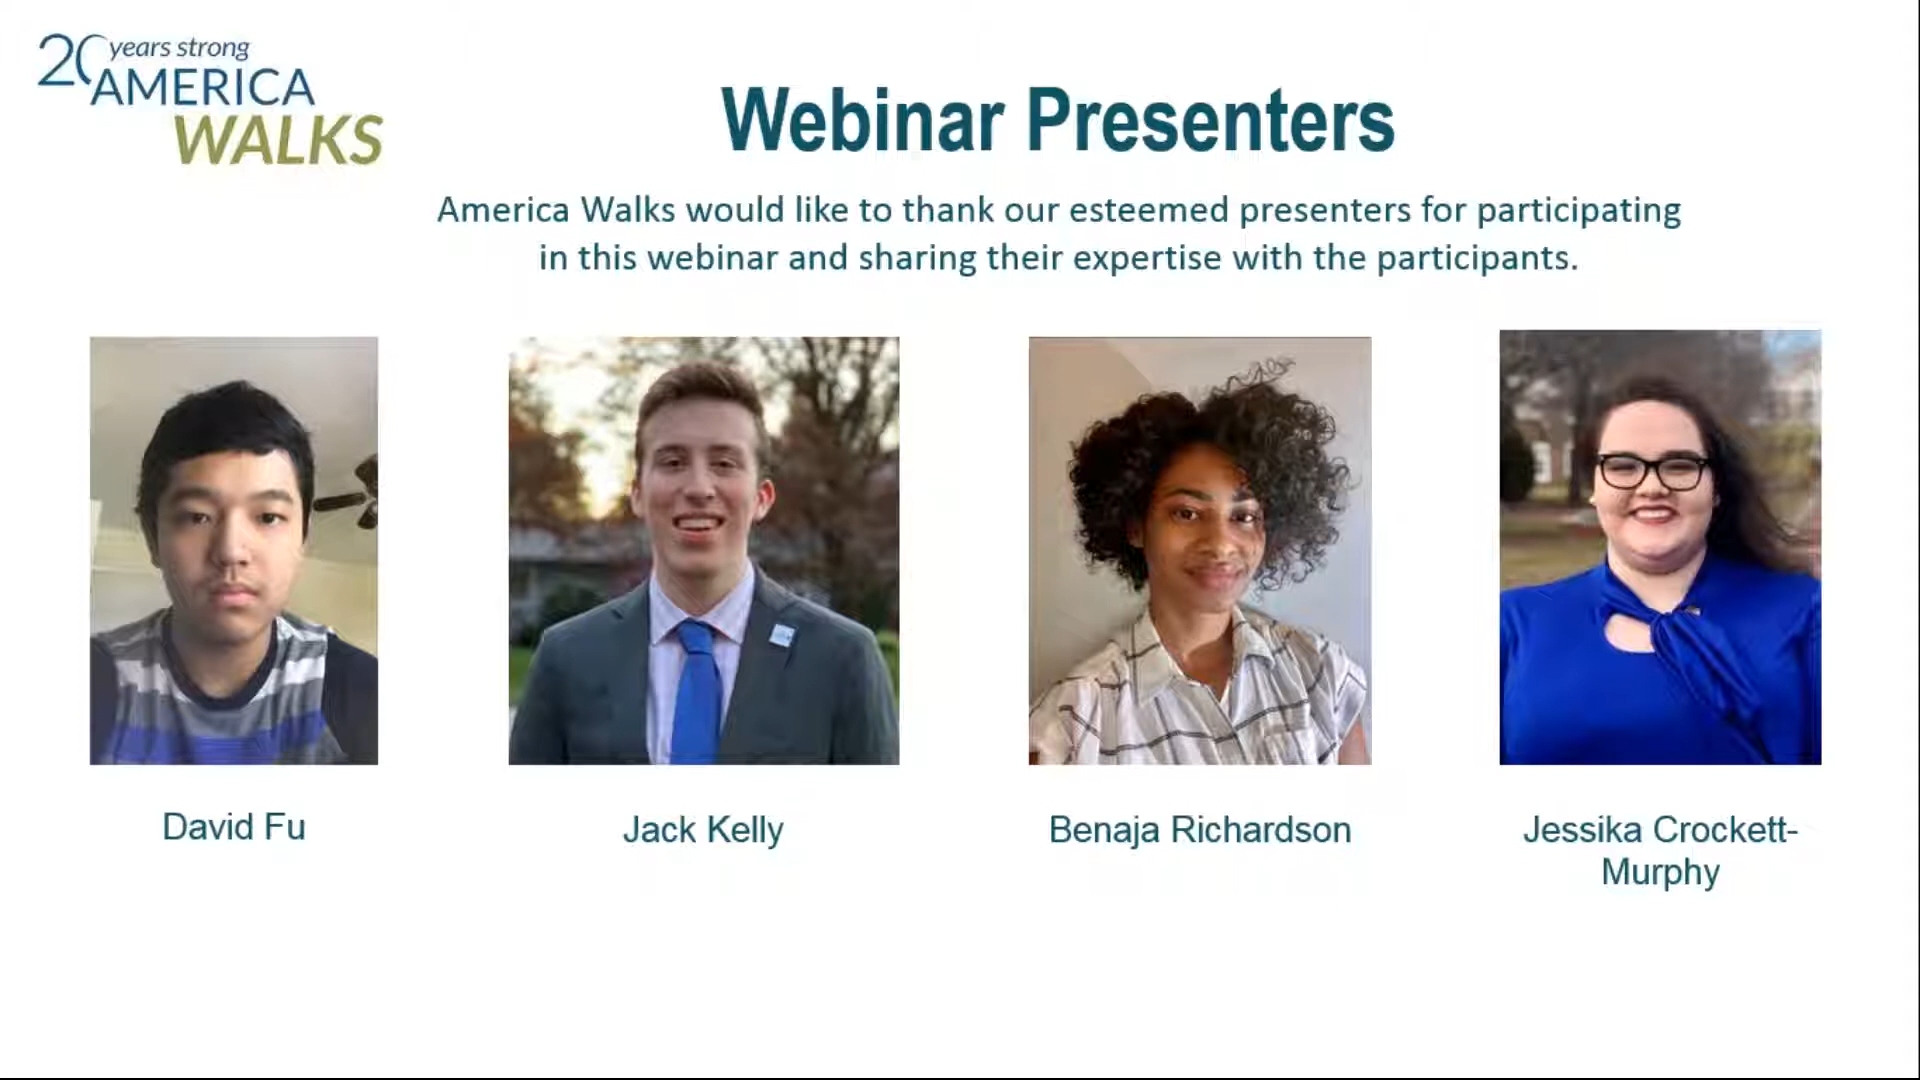 20 years strong
AMERICA
WALKS
Webinar Presenters
America Walks would like to thank our esteemed presenters for participating
in this webinar and sharing their expertise with the participants.
David Fu
Jack Kelly
Benaja Richardson
Jessika Crockett-
Murphy